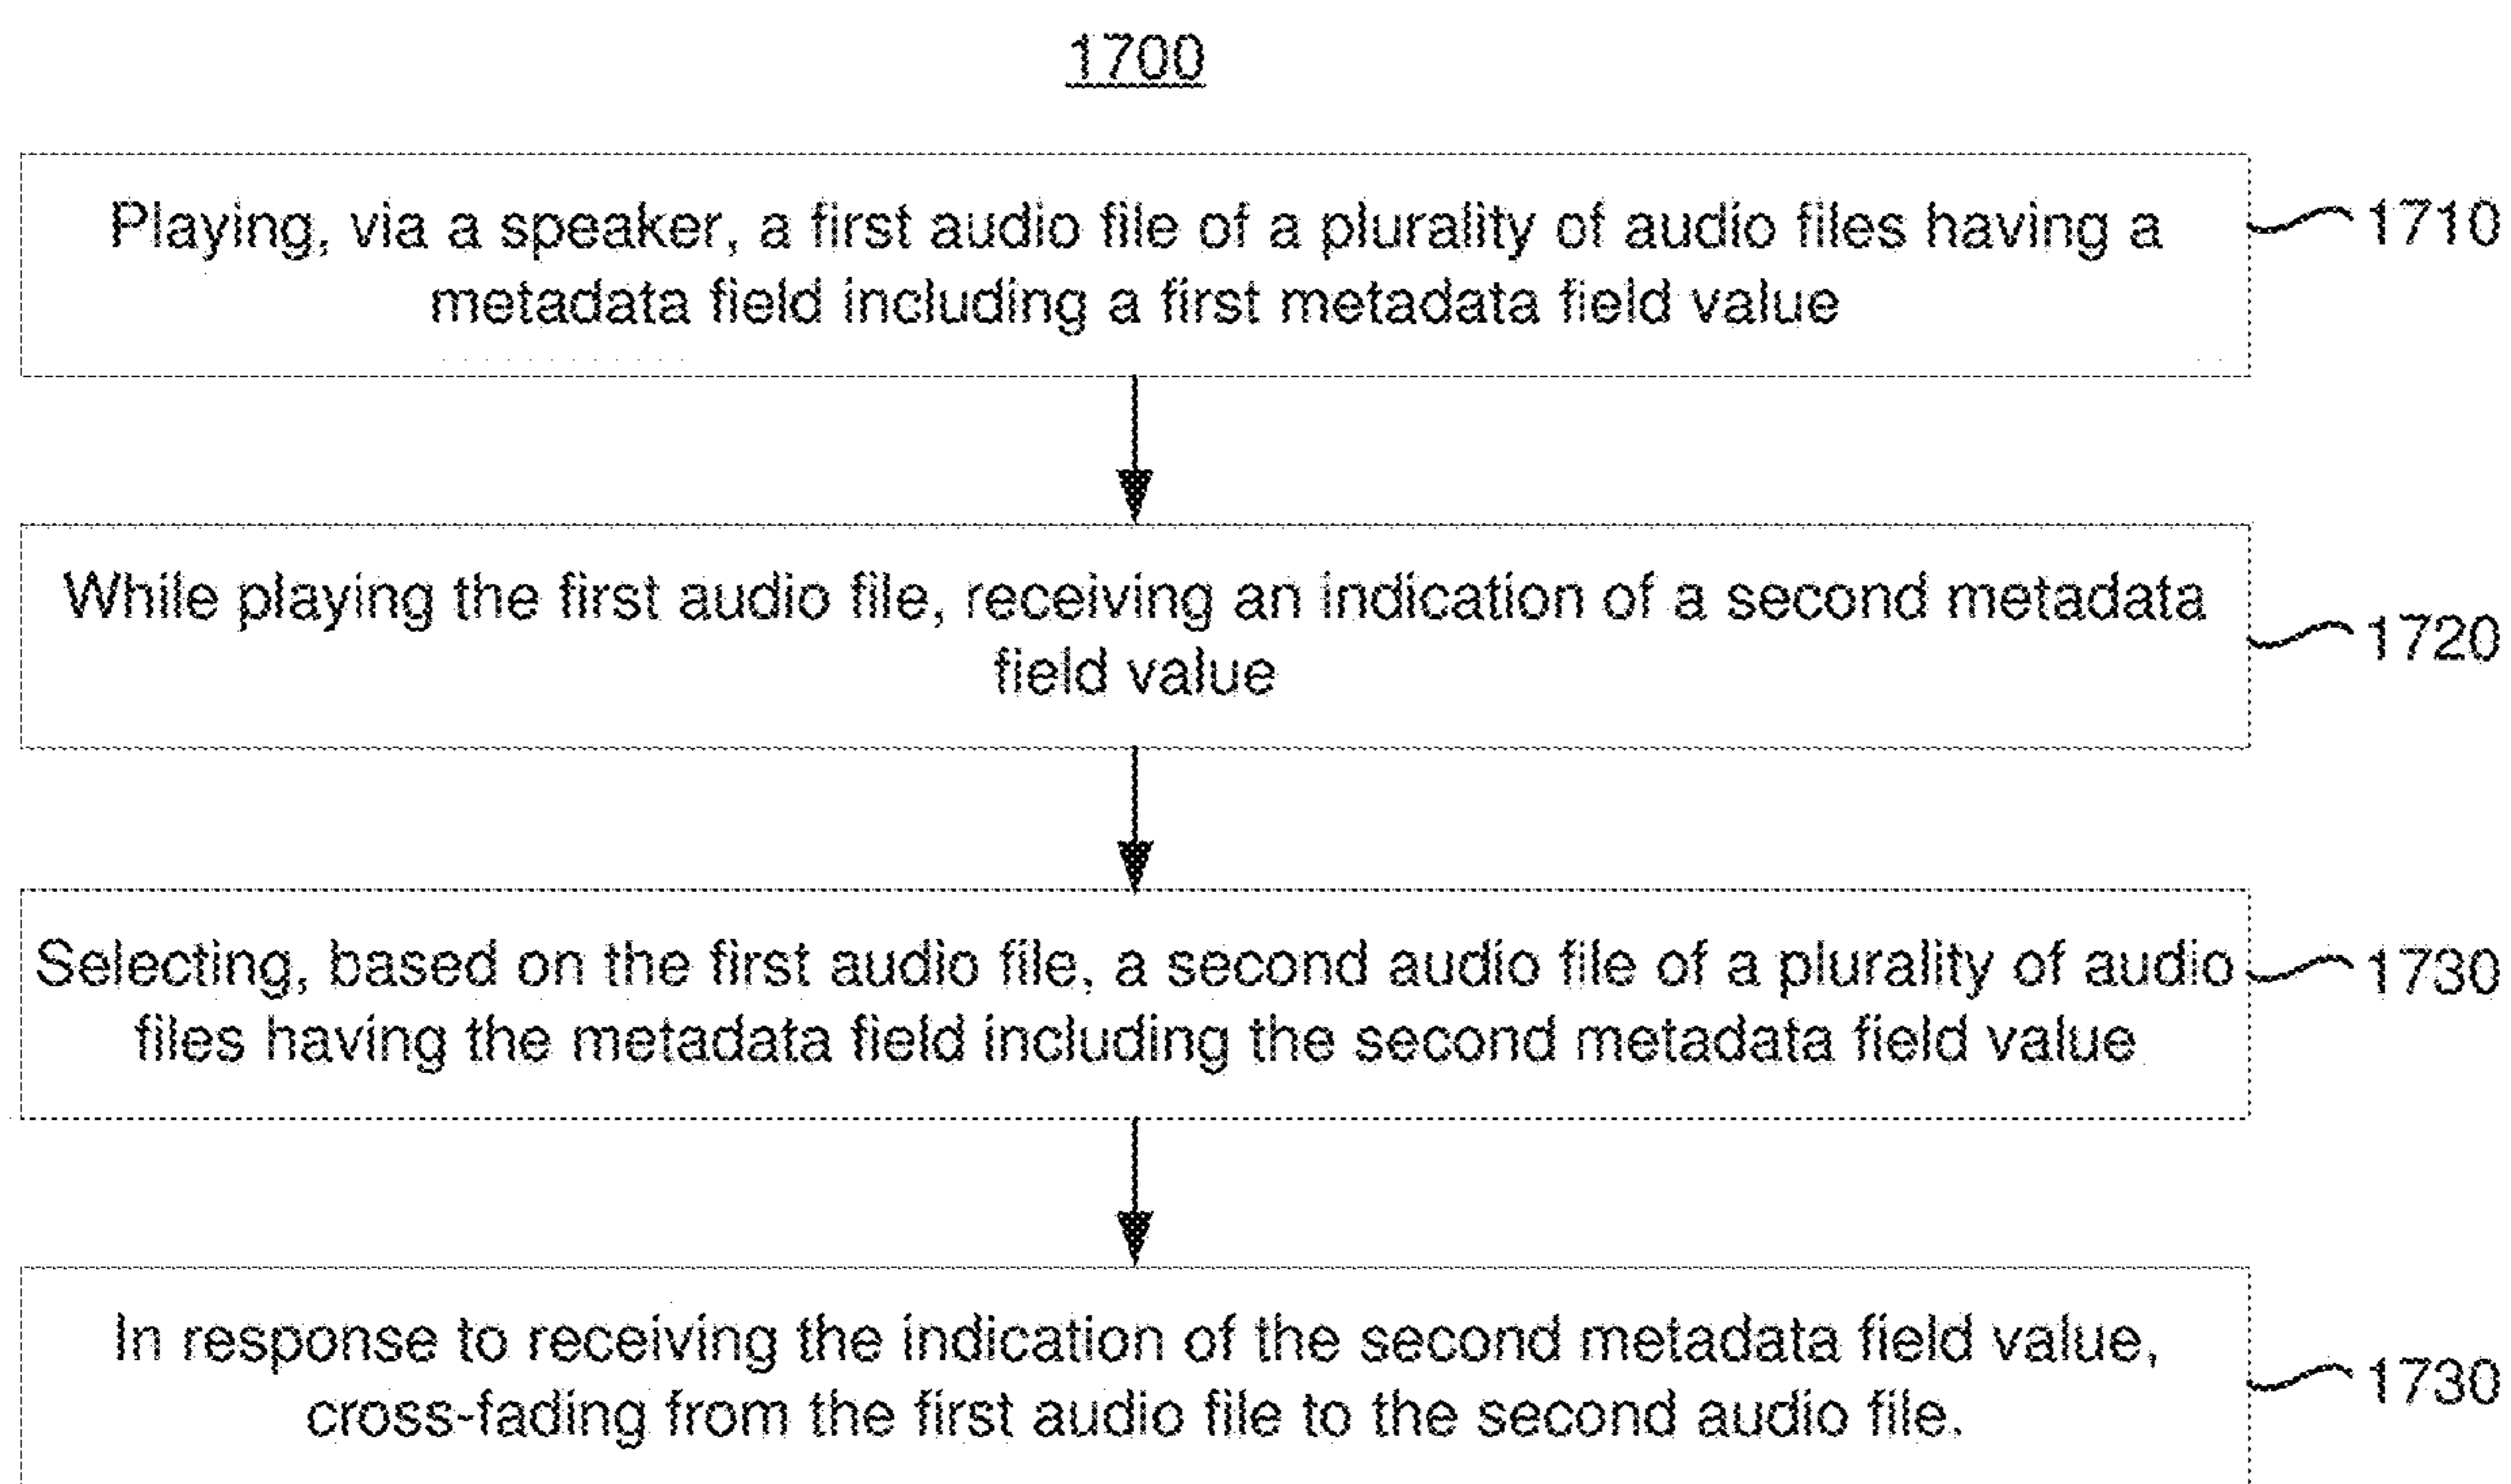 1700
Playing, via a speaker, a first audio file of a plurality of audio files having a
metadata field including a first metadata field value
1710
While playing the first audio file, receiving an indication of a second metadata
field value
1720
Selecting, based on the first audio file, a second audio file of a plurality of audio
files having the metadata field including the second metadata field value
1730
In response to receiving the indication of the second metadata field value,
cross-fading from the first audio file to the second audio file.
1730